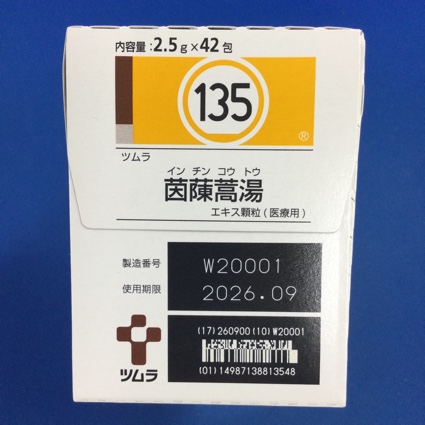 内容量:2.5g×42包
135
®
ツムラ
インチンコウトウ
茵蔯蒿湯
エキス顆粒(医療用)
製造番号 W20001
使用期限 2026.09
(17)260900(10)W20001
(01)14987138813548
ツムラ